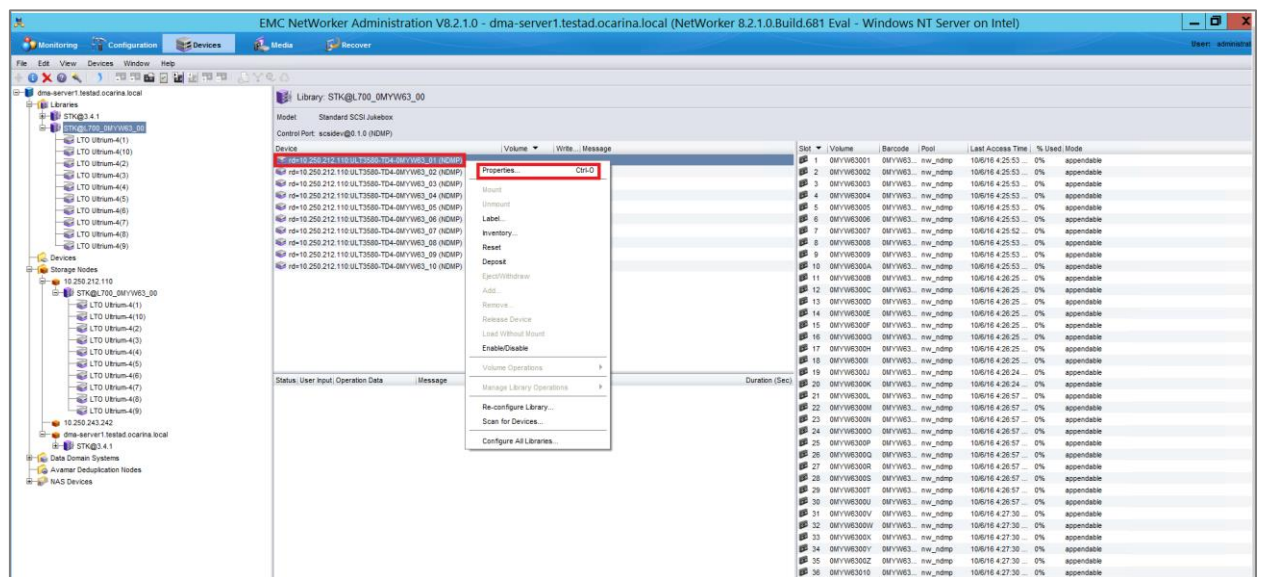 EMC NetWorker Administration V8.2.1.0 - dma-server1.testad.ocarina.local (NetWorker 8.2.1.0.Build.681 Eval - Windows NT Server on Intel)
Monitoring Configuration Devices Media Recover User: administrat
File Edit View Devices Window Help
dma-server1.testad.ocarina.local
Libraries
STK@3.4.1
STK@L700_0MYW63_00
LTO Ultrium-4(1)
LTO Ultrium-4(10)
LTO Ultrium-4(2)
LTO Ultrium-4(3)
LTO Ultrium-4(4)
LTO Ultrium-4(5)
LTO Ultrium-4(6)
LTO Ultrium-4(7)
LTO Ultrium-4(8)
LTO Ultrium-4(9)
Devices
Storage Nodes
10.250.212.110
STK@L700_0MYW63_00
LTO Ultrium-4(1)
LTO Ultrium-4(10)
LTO Ultrium-4(2)
LTO Ultrium-4(3)
LTO Ultrium-4(4)
LTO Ultrium-4(5)
LTO Ultrium-4(6)
LTO Ultrium-4(7)
LTO Ultrium-4(8)
LTO Ultrium-4(9)
10.250.243.242
dma-server1.testad.ocarina.local
STK@3.4.1
Data Domain Systems
Avamar Deduplication Nodes
NAS Devices
Library: STK@L700_0MYW63_00
Model: Standard SCSI Jukebox
Control Port: scsidev@0.1.0 (NDMP)
Device Volume Write... Message
rd=10.250.212.110:ULT3580-TD4-0MYW63_01 (NDMP)
rd=10.250.212.110:ULT3580-TD4-0MYW63_02 (NDMP)
rd=10.250.212.110:ULT3580-TD4-0MYW63_03 (NDMP)
rd=10.250.212.110:ULT3580-TD4-0MYW63_04 (NDMP)
rd=10.250.212.110:ULT3580-TD4-0MYW63_05 (NDMP)
rd=10.250.212.110:ULT3580-TD4-0MYW63_06 (NDMP)
rd=10.250.212.110:ULT3580-TD4-0MYW63_07 (NDMP)
rd=10.250.212.110:ULT3580-TD4-0MYW63_08 (NDMP)
rd=10.250.212.110:ULT3580-TD4-0MYW63_09 (NDMP)
rd=10.250.212.110:ULT3580-TD4-0MYW63_10 (NDMP)
Properties... Ctrl-O
Mount
Unmount
Label...
Inventory...
Reset
Deposit
Eject/Withdraw
Add...
Remove...
Release Device
Load Without Mount
Enable/Disable
Volume Operations
Manage Library Operations
Re-configure Library...
Scan for Devices...
Configure All Libraries...
Status User Input Operation Data Message Duration (Sec)
Slot Volume Barcode Pool Last Access Time % Used Mode
1 0MYW63001 0MYW63... nw_ndmp 10/6/16 4:25:53 ... 0% appendable
2 0MYW63002 0MYW63... nw_ndmp 10/6/16 4:25:53 ... 0% appendable
3 0MYW63003 0MYW63... nw_ndmp 10/6/16 4:25:53 ... 0% appendable
4 0MYW63004 0MYW63... nw_ndmp 10/6/16 4:25:53 ... 0% appendable
5 0MYW63005 0MYW63... nw_ndmp 10/6/16 4:25:53 ... 0% appendable
6 0MYW63006 0MYW63... nw_ndmp 10/6/16 4:25:53 ... 0% appendable
7 0MYW63007 0MYW63... nw_ndmp 10/6/16 4:25:52 ... 0% appendable
8 0MYW63008 0MYW63... nw_ndmp 10/6/16 4:25:53 ... 0% appendable
9 0MYW63009 0MYW63... nw_ndmp 10/6/16 4:25:53 ... 0% appendable
10 0MYW6300A 0MYW63... nw_ndmp 10/6/16 4:25:53 ... 0% appendable
11 0MYW6300B 0MYW63... nw_ndmp 10/6/16 4:26:25 ... 0% appendable
12 0MYW6300C 0MYW63... nw_ndmp 10/6/16 4:26:25 ... 0% appendable
13 0MYW6300D 0MYW63... nw_ndmp 10/6/16 4:26:25 ... 0% appendable
14 0MYW6300E 0MYW63... nw_ndmp 10/6/16 4:26:25 ... 0% appendable
15 0MYW6300F 0MYW63... nw_ndmp 10/6/16 4:26:25 ... 0% appendable
16 0MYW6300G 0MYW63... nw_ndmp 10/6/16 4:26:25 ... 0% appendable
17 0MYW6300H 0MYW63... nw_ndmp 10/6/16 4:26:25 ... 0% appendable
18 0MYW6300I 0MYW63... nw_ndmp 10/6/16 4:26:25 ... 0% appendable
19 0MYW6300J 0MYW63... nw_ndmp 10/6/16 4:26:24 ... 0% appendable
20 0MYW6300K 0MYW63... nw_ndmp 10/6/16 4:26:24 ... 0% appendable
21 0MYW6300L 0MYW63... nw_ndmp 10/6/16 4:26:57 ... 0% appendable
22 0MYW6300M 0MYW63... nw_ndmp 10/6/16 4:26:57 ... 0% appendable
23 0MYW6300N 0MYW63... nw_ndmp 10/6/16 4:26:57 ... 0% appendable
24 0MYW6300O 0MYW63... nw_ndmp 10/6/16 4:26:57 ... 0% appendable
25 0MYW6300P 0MYW63... nw_ndmp 10/6/16 4:26:57 ... 0% appendable
26 0MYW6300Q 0MYW63... nw_ndmp 10/6/16 4:26:57 ... 0% appendable
27 0MYW6300R 0MYW63... nw_ndmp 10/6/16 4:26:57 ... 0% appendable
28 0MYW6300S 0MYW63... nw_ndmp 10/6/16 4:26:57 ... 0% appendable
29 0MYW6300T 0MYW63... nw_ndmp 10/6/16 4:26:57 ... 0% appendable
30 0MYW6300U 0MYW63... nw_ndmp 10/6/16 4:26:57 ... 0% appendable
31 0MYW6300V 0MYW63... nw_ndmp 10/6/16 4:27:30 ... 0% appendable
32 0MYW6300W 0MYW63... nw_ndmp 10/6/16 4:27:30 ... 0% appendable
33 0MYW6300X 0MYW63... nw_ndmp 10/6/16 4:27:30 ... 0% appendable
34 0MYW6300Y 0MYW63... nw_ndmp 10/6/16 4:27:30 ... 0% appendable
35 0MYW6300Z 0MYW63... nw_ndmp 10/6/16 4:27:30 ... 0% appendable
36 0MYW63010 0MYW63... nw_ndmp 10/6/16 4:27:30 ... 0% appendable